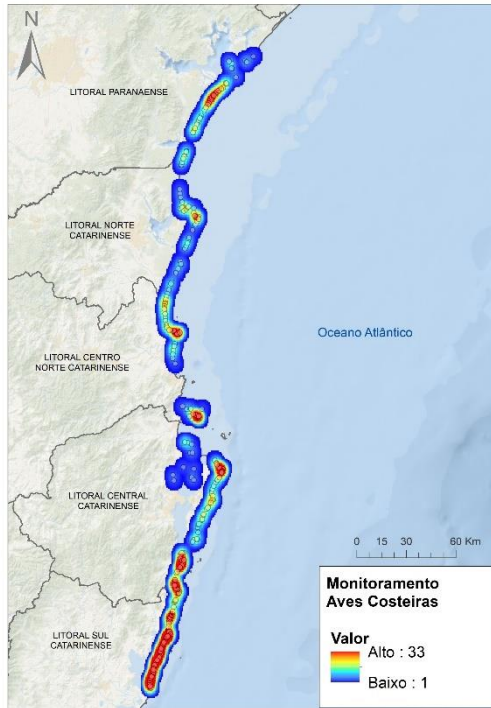 N
LITORAL PARANAENSE
LITORAL NORTE
CATARINENSE
Oceano Atlântico
LITORAL CENTRO
NORTE CATARINENSE
LITORAL CENTRAL
CATARINENSE
0 15 30 60 Km
LITORAL SUL
CATARINENSE
Monitoramento
Aves Costeiras
Valor
Alto : 33
Baixo : 1